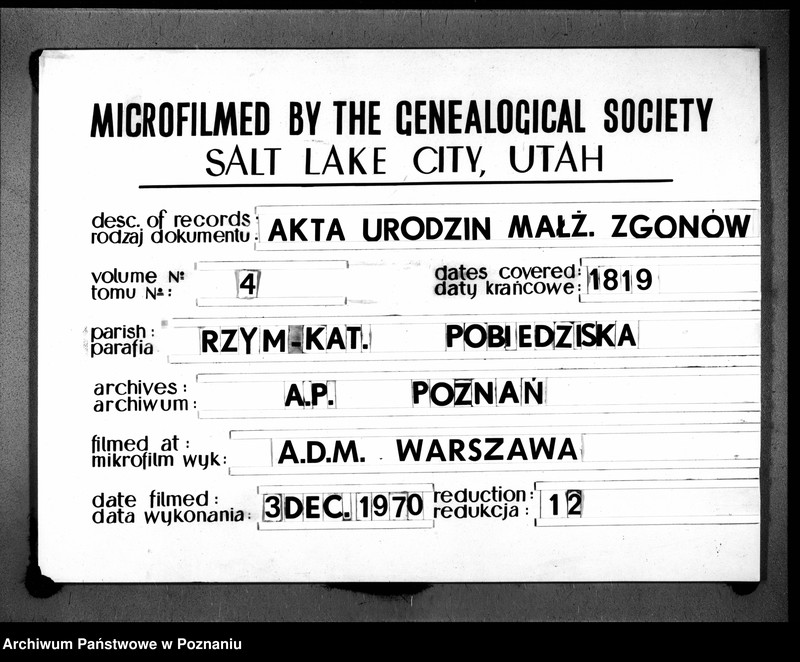 MICROFILMED BY THE GENEALOGICAL SOCIETY
SALT LAKE CITY, UTAH
desc. of records:
rodzaj dokumentu: AKTA URODZIN MAŁŻ. ZGONÓW
volume Nº
tomu Nº: 4
dates covered:
daty krańcowe: 1819
parish:
parafia RZYM-KAT. POBIEDZISKA
archives:
archiwum: A.P. POZNAŃ
filmed at:
mikrofilm wyk: A.D.M. WARSZAWA
date filmed:
data wykonania: 3 DEC. 1970
reduction:
redukcja: 12
Archiwum Państwowe w Poznaniu